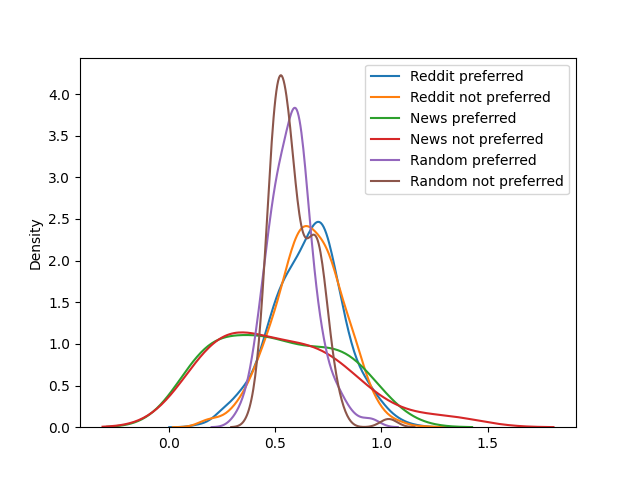 Reddit preferred
Reddit not preferred
News preferred
News not preferred
Random preferred
Random not preferred
Density
4.0
3.5
3.0
2.5
2.0
1.5
1.0
0.5
0.0
0.0 0.5 1.0 1.5